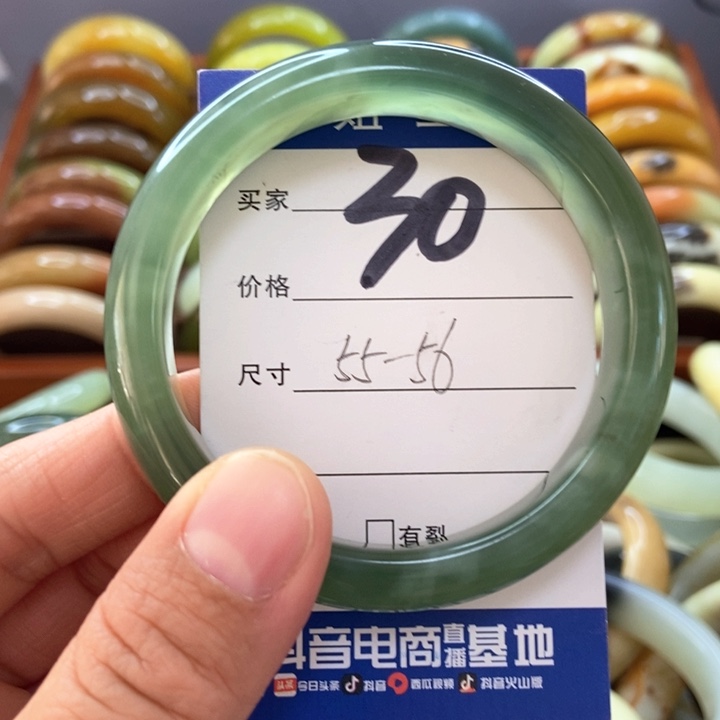 30
买家
价格
尺寸 55-56
□有裂
抖音电商直播基地
今日头条 抖音 西瓜视频 抖音火山版